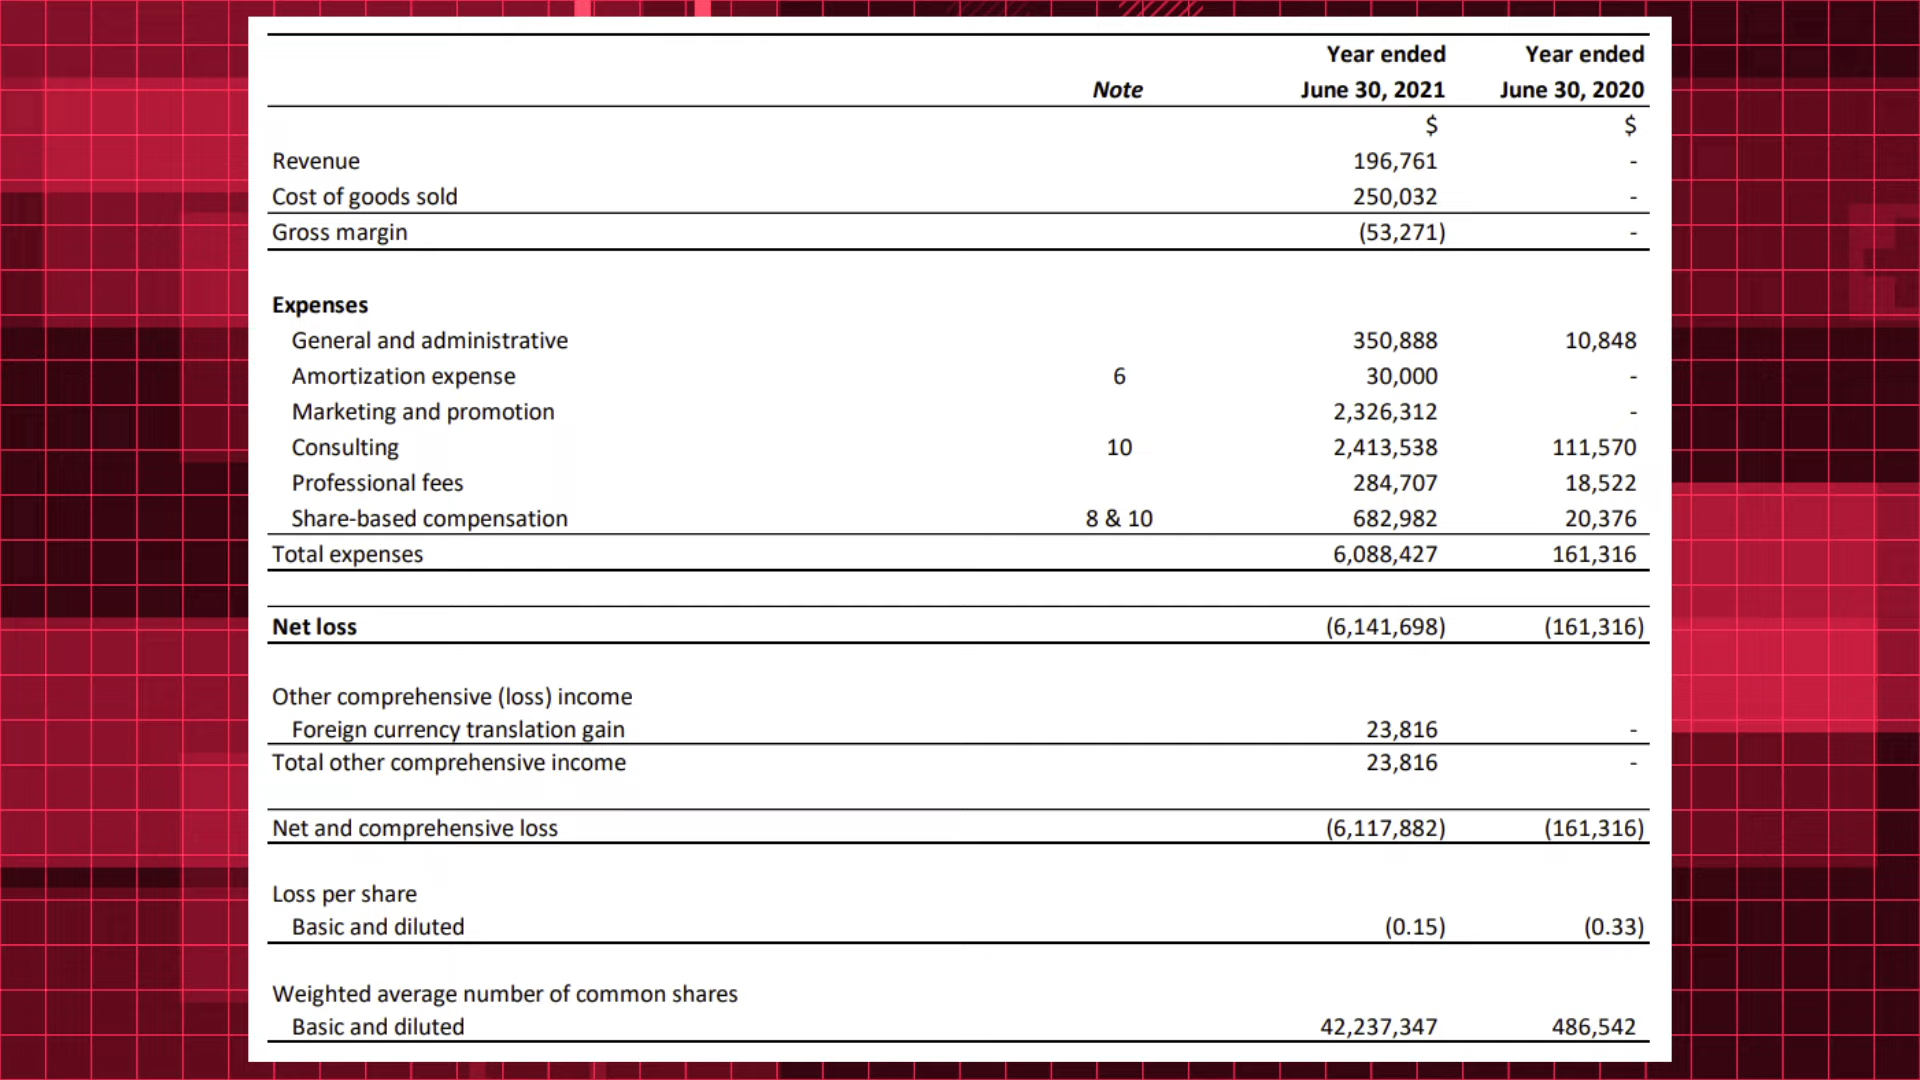 Year ended Year ended
Note June 30, 2021 June 30, 2020
$ $
Revenue 196,761 -
Cost of goods sold 250,032 -
Gross margin (53,271) -
Expenses
General and administrative 350,888 10,848
Amortization expense 6 30,000 -
Marketing and promotion 2,326,312 -
Consulting 10 2,413,538 111,570
Professional fees 284,707 18,522
Share-based compensation 8 & 10 682,982 20,376
Total expenses 6,088,427 161,316
Net loss (6,141,698) (161,316)
Other comprehensive (loss) income
Foreign currency translation gain 23,816 -
Total other comprehensive income 23,816 -
Net and comprehensive loss (6,117,882) (161,316)
Loss per share
Basic and diluted (0.15) (0.33)
Weighted average number of common shares
Basic and diluted 42,237,347 486,542